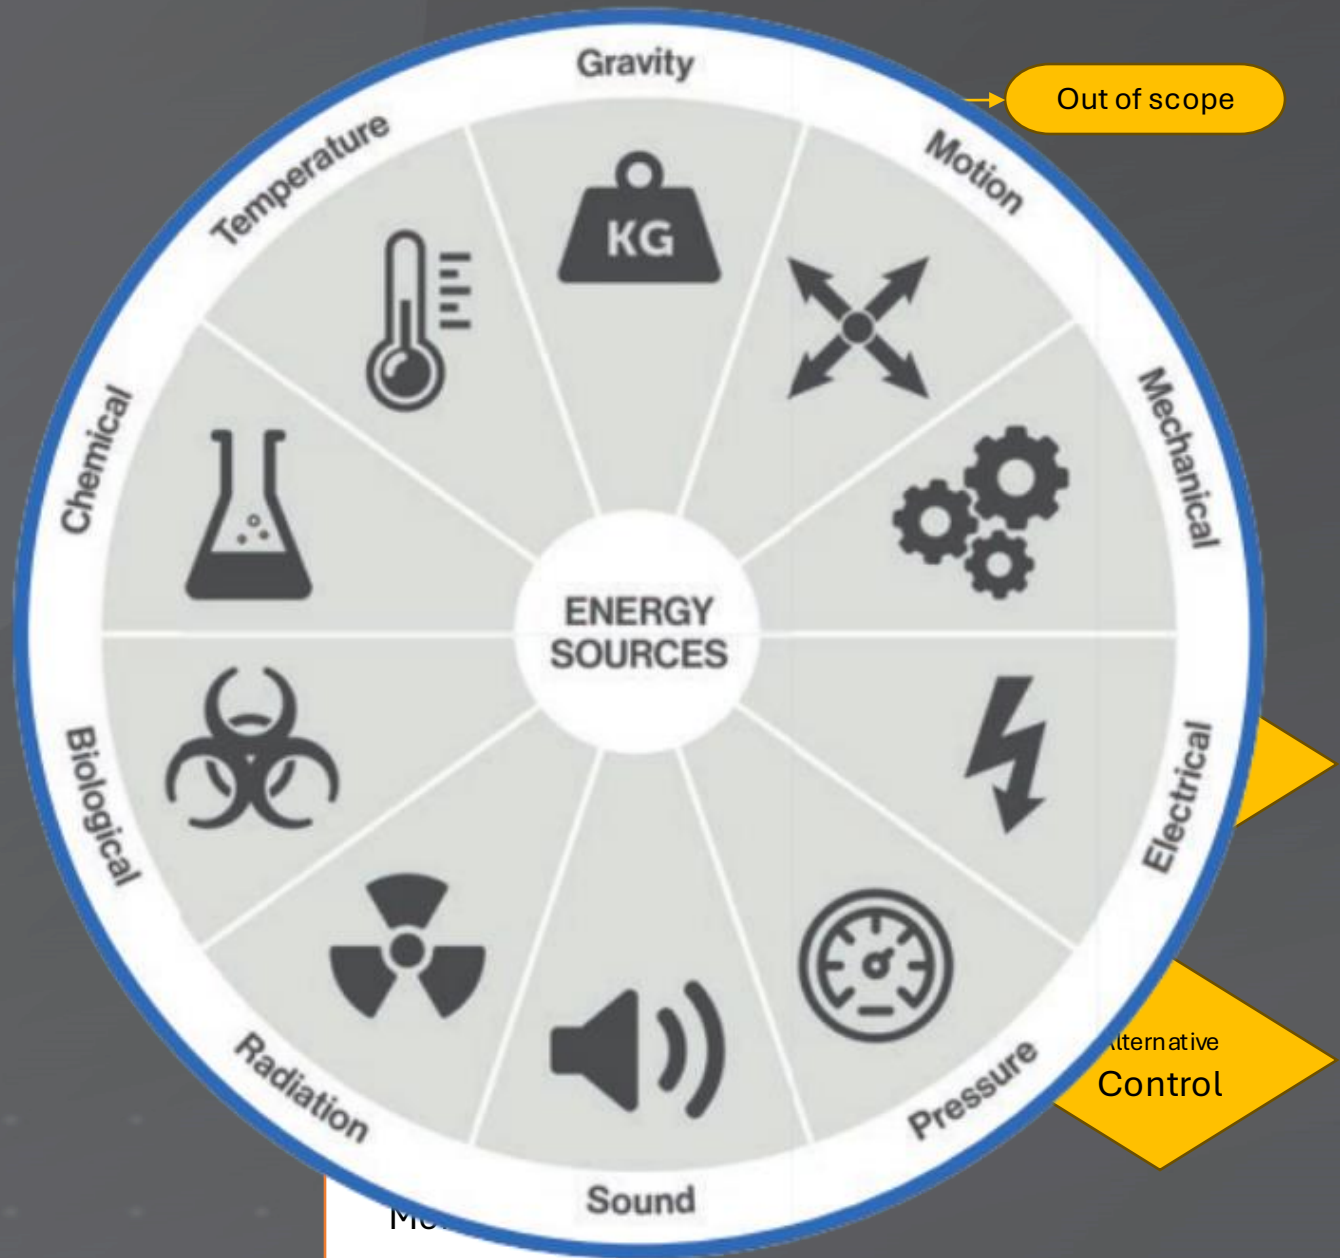 Gravity
Out of scope
Temperature
Motion
KG
Chemical
Mechanical
ENERGY
SOURCES
Biological
Electrical
Alternative
Control
Radiation
Pressure
Sound